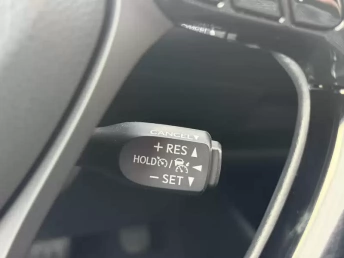 CANCEL
+ RES ▲
HOLD / ◄
− SET ▼